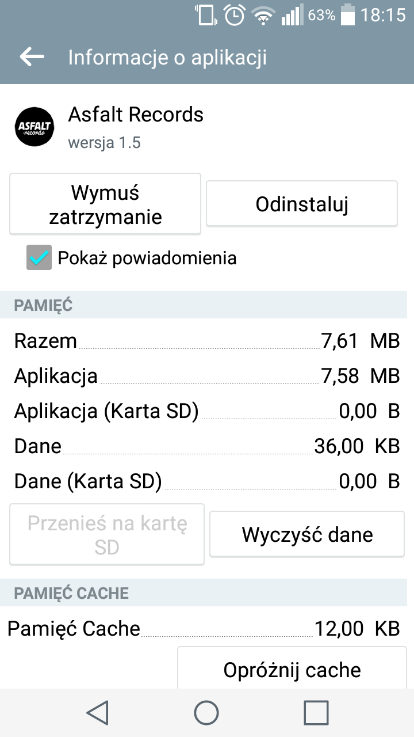 63% 18:15
Informacje o aplikacji
ASFALT
records
Asfalt Records
wersja 1.5
Wymuś
zatrzymanie
Odinstaluj
Pokaż powiadomienia
PAMIĘĆ
Razem 7,61 MB
Aplikacja 7,58 MB
Aplikacja (Karta SD) 0,00 B
Dane 36,00 KB
Dane (Karta SD) 0,00 B
Przenieś na kartę
SD
Wyczyść dane
PAMIĘĆ CACHE
Pamięć Cache 12,00 KB
Opróżnij cache